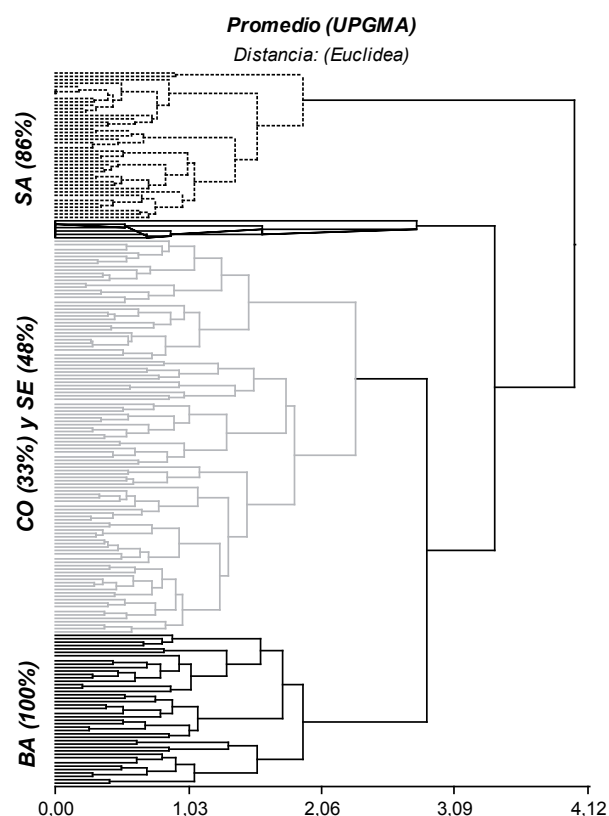 Promedio (UPGMA)
Distancia: (Euclidea)
SA (86%)
CO (33%) y SE (48%)
BA (100%)
0,00 1,03 2,06 3,09 4,12